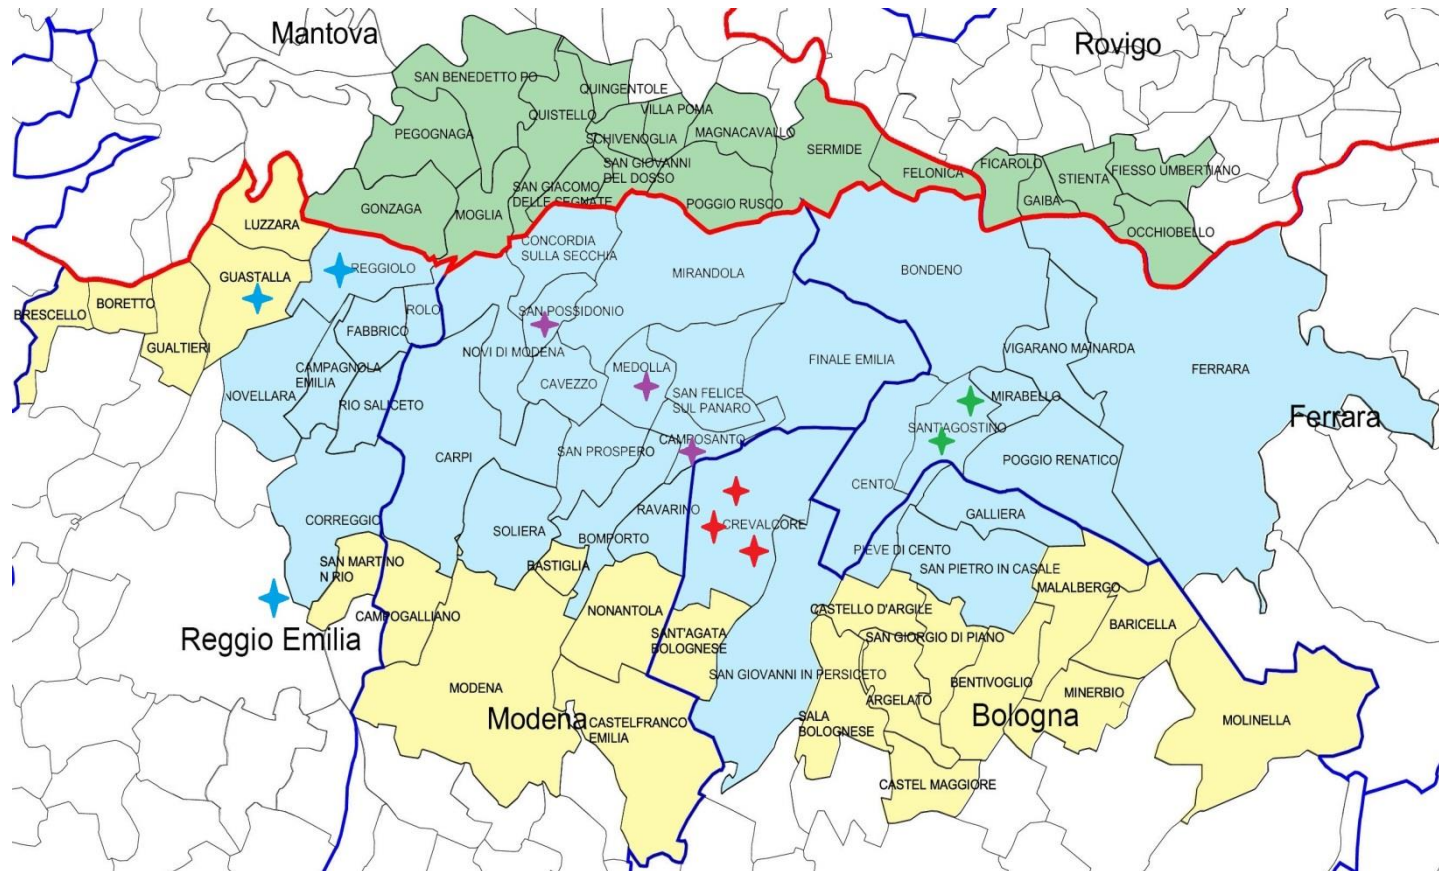 Mantova
Rovigo
SAN BENEDETTO PO
QUINGENTOLE
QUISTELLO
VILLA POMA
PEGOGNAGA
SCHIVENOGLIA
MAGNACAVALLO
SERMIDE
SAN GIOVANNI
DEL DOSSO
FELONICA
FICAROLO
STIENTA
FIESSO UMBERTIANO
GAIBA
GONZAGA
MOGLIA
SAN GIACOMO
DELLE SEGNATE
POGGIO RUSCO
OCCHIOBELLO
LUZZARA
CONCORDIA
SULLA SECCHIA
GUASTALLA
REGGIOLO
MIRANDOLA
BONDENO
BRESCELLO
BORETTO
ROLO
SAN POSSIDONIO
GUALTIERI
FABBRICO
NOVI DI MODENA
FINALE EMILIA
VIGARANO MAINARDA
FERRARA
CAMPAGNOLA
EMILIA
MEDOLLA
CAVEZZO
NOVELLARA
RIO SALICETO
SAN FELICE
SUL PANARO
MIRABELLO
Ferrara
SANT'AGOSTINO
CAMPOSANTO
CARPI
SAN PROSPERO
POGGIO RENATICO
CENTO
RAVARINO
GALLIERA
CORREGGIO
SOLIERA
BOMPORTO
CREVALCORE
PIEVE DI CENTO
SAN MARTINO
N RIO
BASTIGLIA
SAN PIETRO IN CASALE
MALALBERGO
CAMPOGALLIANO
NONANTOLA
CASTELLO D'ARGILE
BARICELLA
Reggio Emilia
SANT'AGATA
BOLOGNESE
SAN GIORGIO DI PIANO
SAN GIOVANNI IN PERSICETO
MODENA
BENTIVOGLIO
MINERBIO
ARGELATO
Modena
CASTELFRANCO
EMILIA
SALA
BOLOGNESE
Bologna
MOLINELLA
CASTEL MAGGIORE